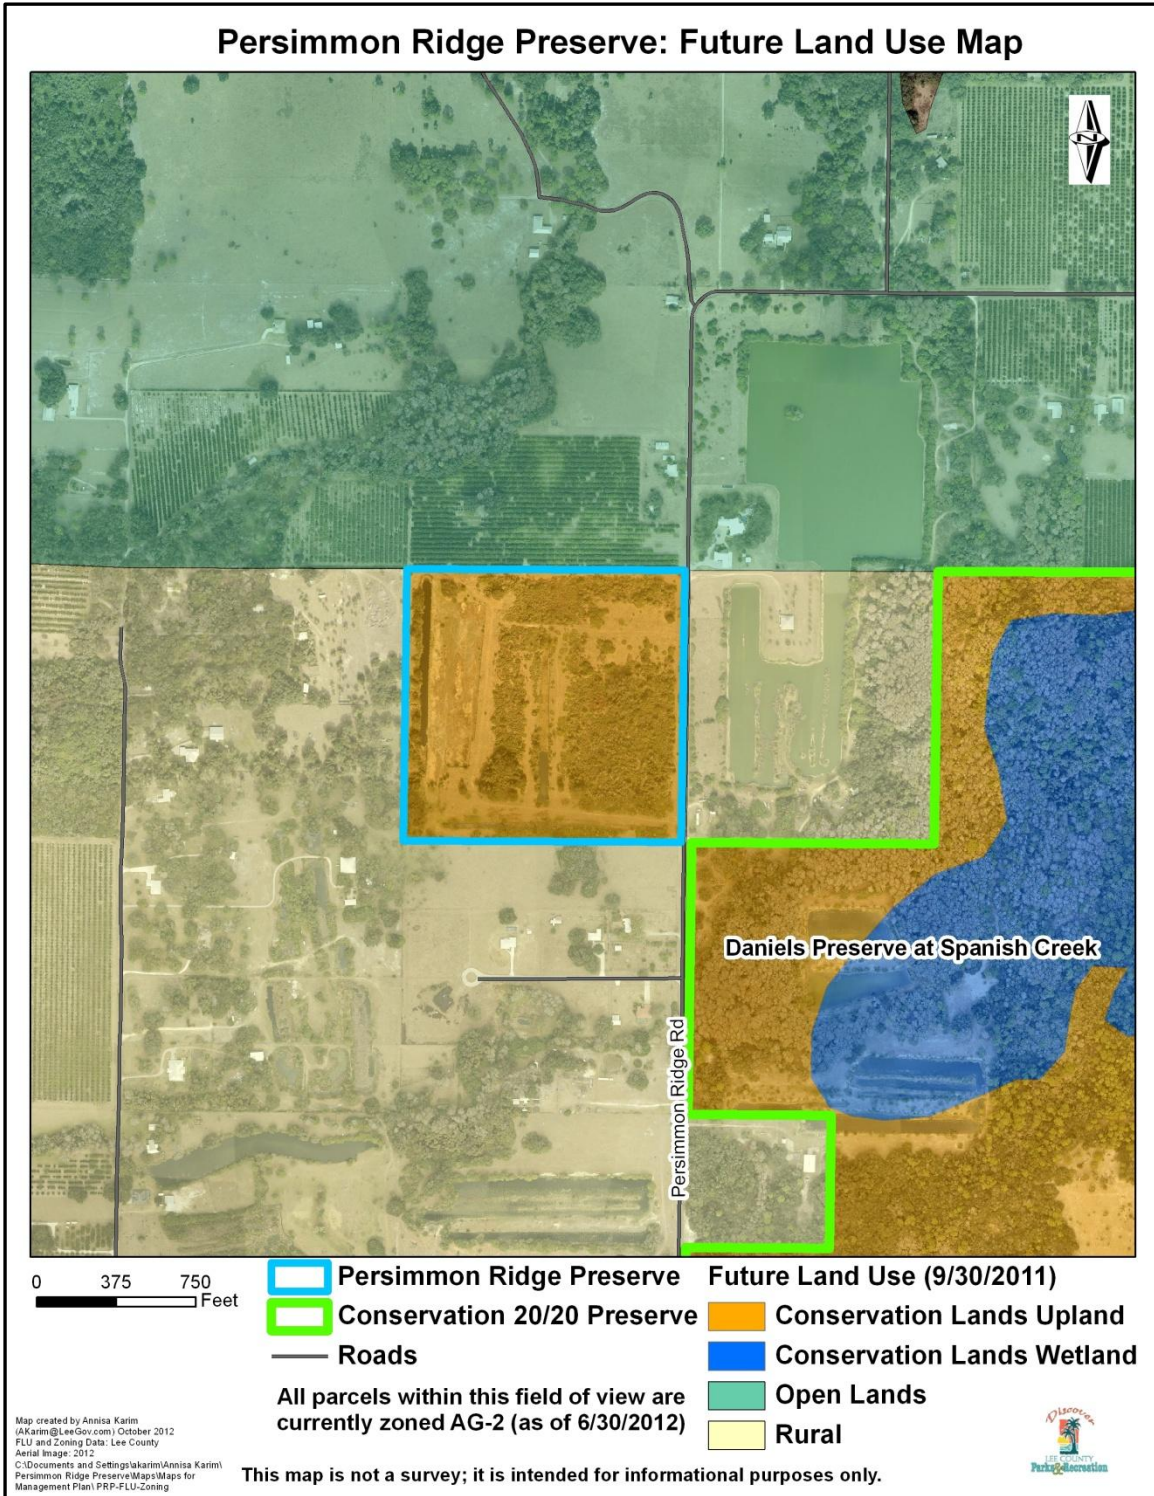 Persimmon Ridge Preserve: Future Land Use Map
N
Daniels Preserve at Spanish Creek
Persimmon Ridge Rd
0 375 750
Feet
Persimmon Ridge Preserve
Conservation 20/20 Preserve
Roads
All parcels within this field of view are
currently zoned AG-2 (as of 6/30/2012)
Future Land Use (9/30/2011)
Conservation Lands Upland
Conservation Lands Wetland
Open Lands
Rural
Map created by Annisa Karim
(AKarim@LeeGov.com) October 2012
FLU and Zoning Data: Lee County
Aerial Image: 2012
C:\Documents and Settings\akarim\Annisa Karim\
Persimmon Ridge Preserve\Maps\Maps for
Management Plan\ PRP-FLU-Zoning
This map is not a survey; it is intended for informational purposes only.
Discover
LEE COUNTY
Parks & Recreation